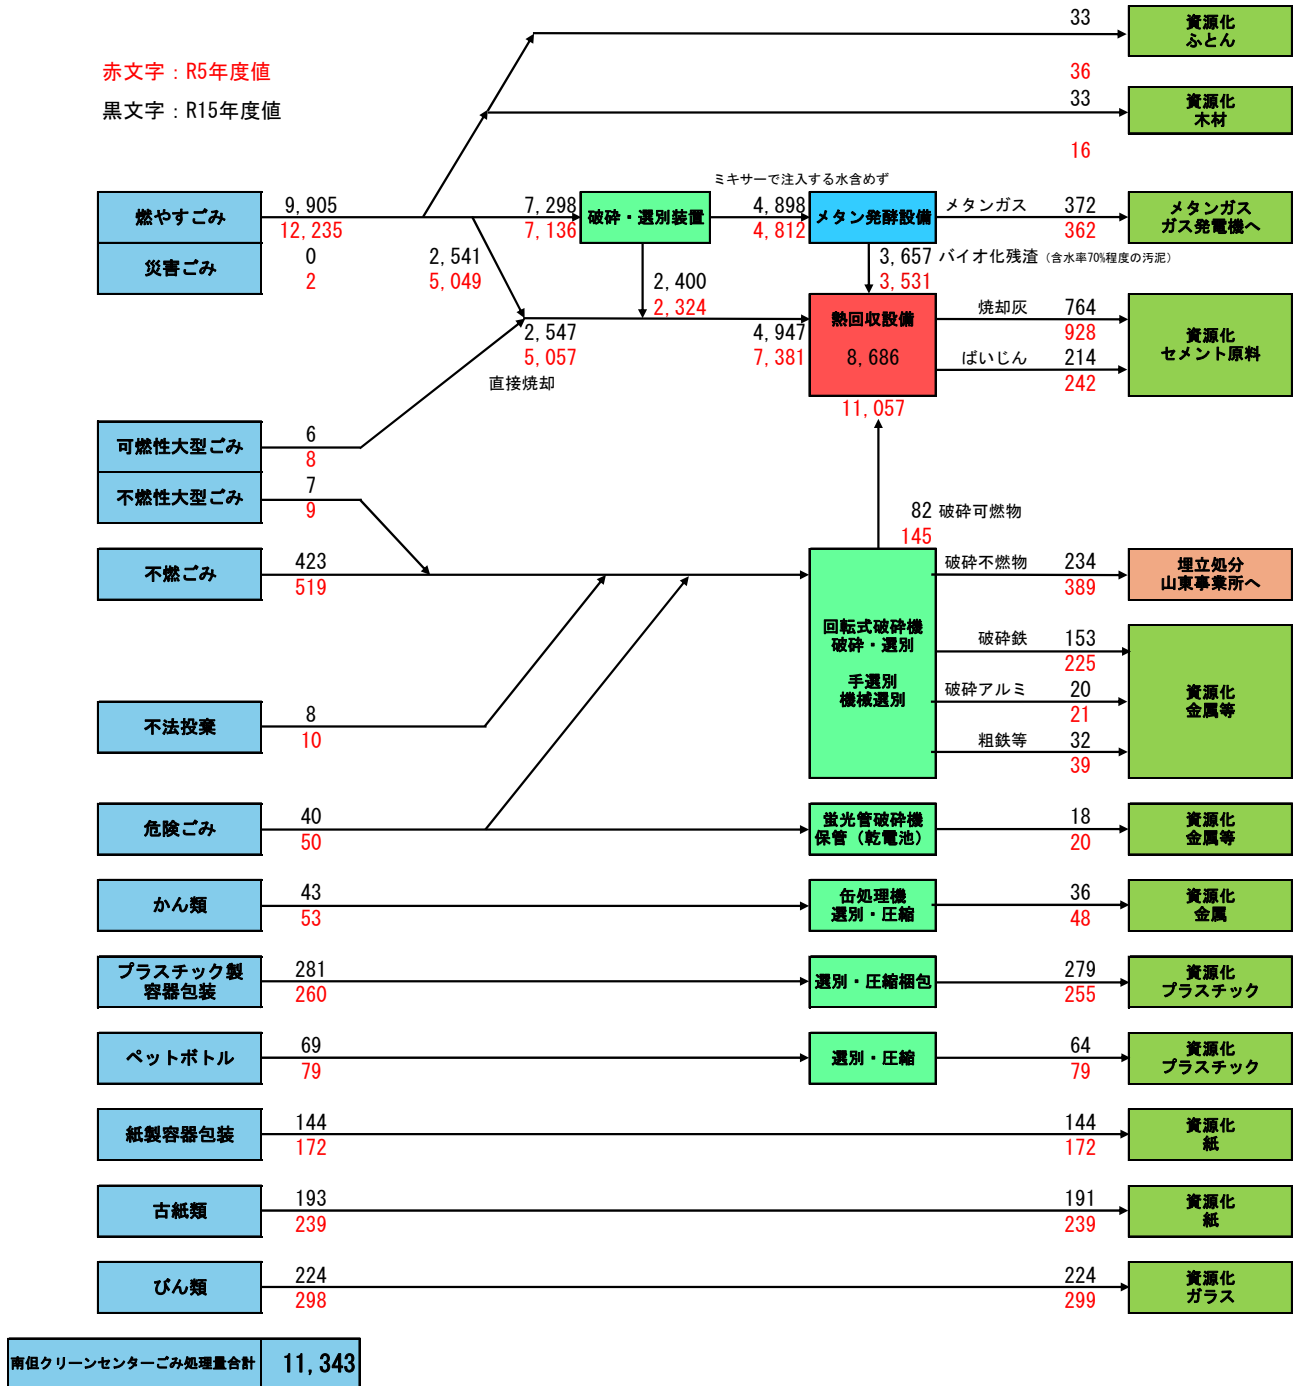 33
資源化
ふとん
赤文字：R5年度値
36
黒文字：R15年度値
33
資源化
木材
16
ミキサーで注入する水含めず
燃やすごみ
9,905
12,235
7,298
7,136
破砕・選別装置
4,898
4,812
メタン発酵設備
メタンガス
372
362
メタンガス
ガス発電機へ
災害ごみ
0
2
2,541
5,049
2,400
2,324
3,657
3,531
バイオ化残渣（含水率70%程度の汚泥）
2,547
5,057
直接焼却
4,947
7,381
熱回収設備
8,686
11,057
焼却灰
764
928
ばいじん
214
242
資源化
セメント原料
可燃性大型ごみ
6
8
不燃性大型ごみ
7
9
82
破砕可燃物
145
不燃ごみ
423
519
回転式破砕機
破砕・選別
手選別
機械選別
破砕不燃物
234
389
埋立処分
山東事業所へ
破砕鉄
153
225
破砕アルミ
20
21
粗鉄等
32
39
資源化
金属等
不法投棄
8
10
危険ごみ
40
50
蛍光管破砕機
保管（乾電池）
18
20
資源化
金属等
かん類
43
53
缶処理機
選別・圧縮
36
48
資源化
金属
プラスチック製
容器包装
281
260
選別・圧縮梱包
279
255
資源化
プラスチック
ペットボトル
69
79
選別・圧縮
64
79
資源化
プラスチック
紙製容器包装
144
172
144
172
資源化
紙
古紙類
193
239
191
239
資源化
紙
びん類
224
298
224
299
資源化
ガラス
南但クリーンセンターごみ処理量合計
11,343